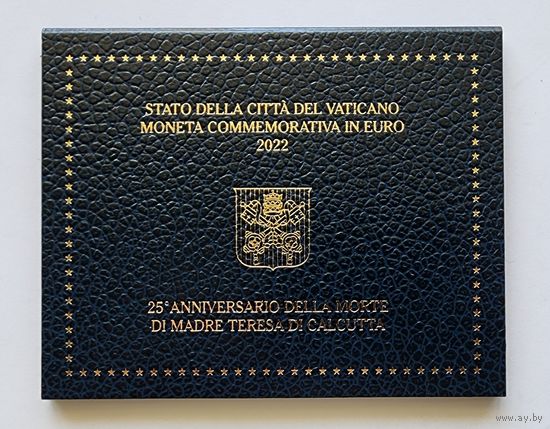 STATO DELLA CITTÀ DEL VATICANO
MONETA COMMEMORATIVA IN EURO
2022
25° ANNIVERSARIO DELLA MORTE
DI MADRE TERESA DI CALCUTTA
www.ay.by